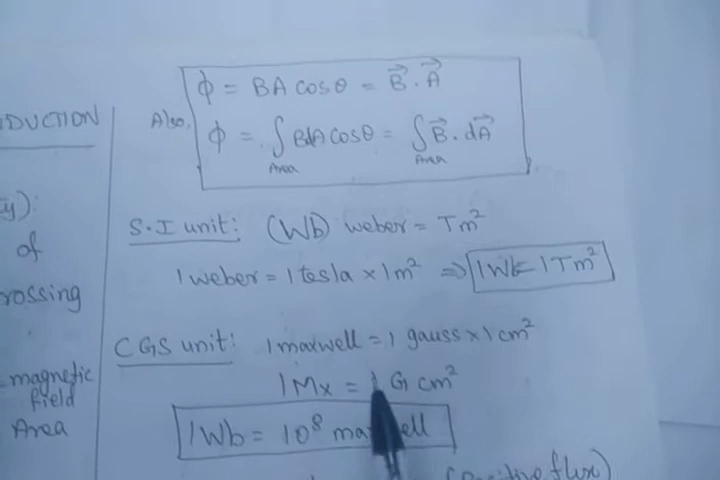 ϕ = BA cosθ = B⃗ . A⃗
Also, ϕ = ∫ BdA cosθ = ∫ B⃗ . dA⃗
Area Area
DUCTION
S.I unit: (Wb) weber = Tm²
of
1 weber = 1 tesla × 1 m² ⇒ 1 Wb = 1 Tm²
rossing
CGS unit: 1 maxwell = 1 gauss × 1 cm²
magnetic
field
1 Mx = 1 G cm²
Area
1 Wb = 10⁸ maxwell
(Positive flux)